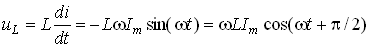 u_L = L di/dt = −LωI_m sin(ωt) = ωLI_m cos(ωt + π/2)